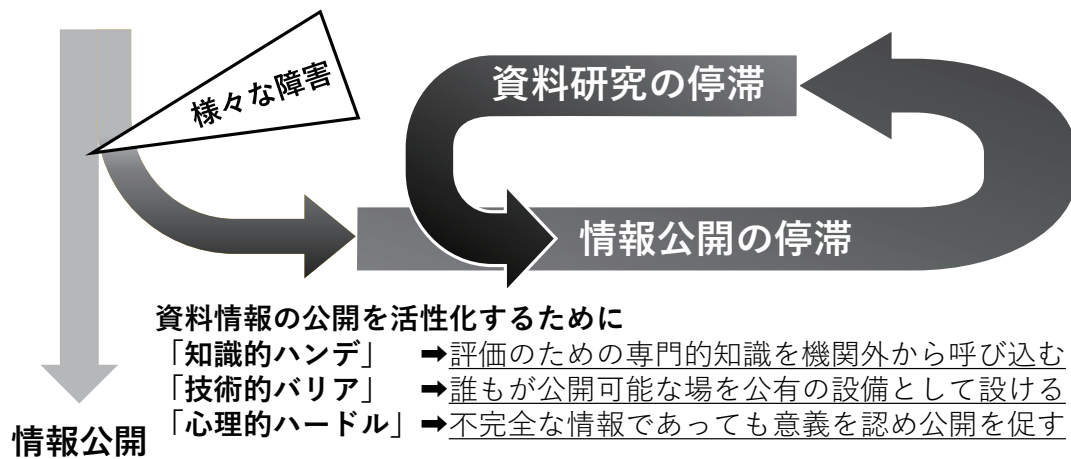 様々な障害
資料研究の停滞
情報公開の停滞
資料情報の公開を活性化するために
「知識的ハンデ」 ➡評価のための専門的知識を機関外から呼び込む
「技術的バリア」 ➡誰もが公開可能な場を公有の設備として設ける
「心理的ハードル」➡不完全な情報であっても意義を認め公開を促す
情報公開